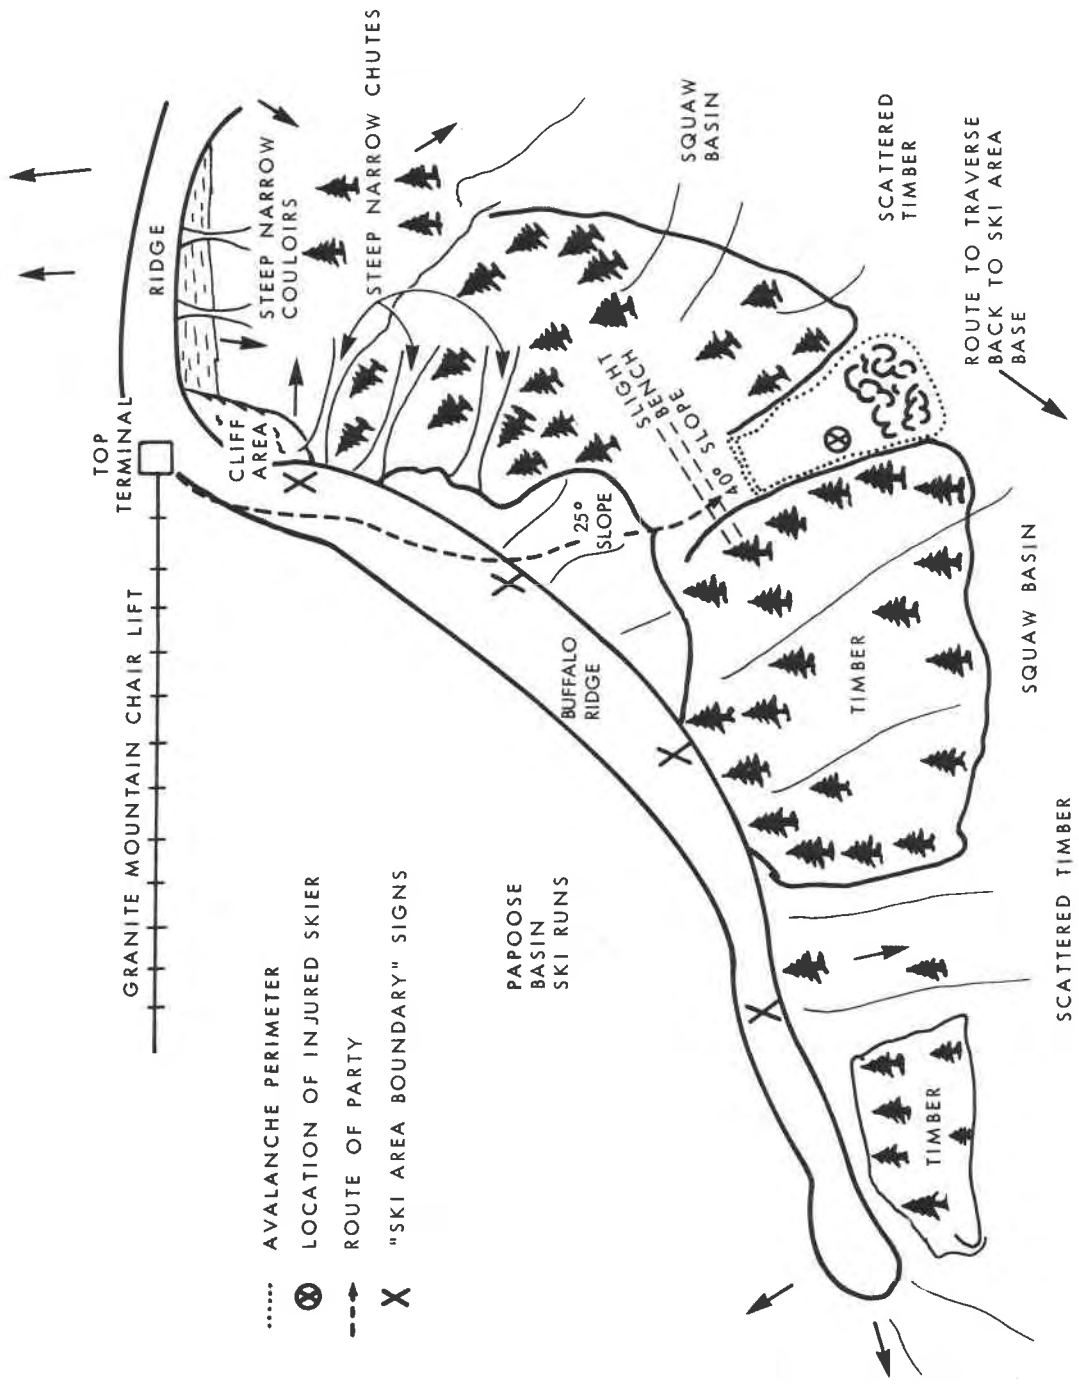 GRANITE MOUNTAIN CHAIR LIFT
TOP
TERMINAL
RIDGE
CLIFF
AREA
STEEP NARROW
COULOIRS
STEEP NARROW CHUTES
AVALANCHE PERIMETER
LOCATION OF INJURED SKIER
ROUTE OF PARTY
"SKI AREA BOUNDARY" SIGNS
PAPOOSE
BASIN
SKI RUNS
BUFFALO
RIDGE
25°
SLOPE
SLIGHT
BENCH
40° SLOPE
SQUAW
BASIN
TIMBER
SCATTERED
TIMBER
TIMBER
ROUTE TO TRAVERSE
BACK TO SKI AREA
BASE
SQUAW BASIN
SCATTERED TIMBER